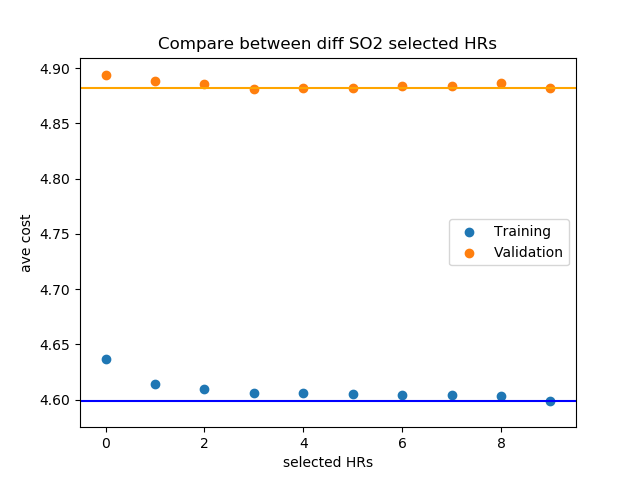 Compare between diff SO2 selected HRs
4.90
4.85
4.80
4.75
4.70
4.65
4.60
ave cost
Training
Validation
0 2 4 6 8
selected HRs